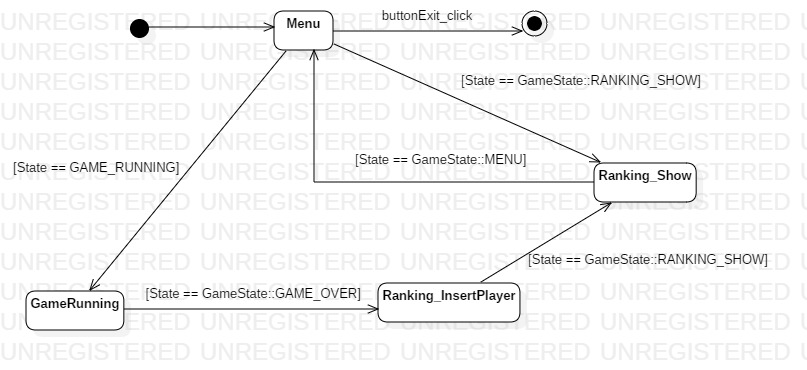 UNREGISTERED UNREGISTERED UNREGISTERED UNREGISTERED
Menu
buttonExit_click
[State == GameState::RANKING_SHOW]
[State == GAME_RUNNING]
[State == GameState::MENU]
Ranking_Show
[State == GameState::RANKING_SHOW]
[State == GameState::GAME_OVER]
GameRunning
Ranking_InsertPlayer